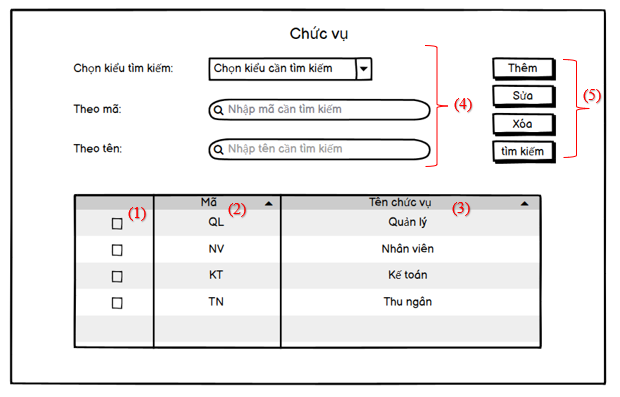 Chức vụ
Chọn kiểu tìm kiếm: Chọn kiểu cần tìm kiếm Thêm
Sửa (5)
Theo mã: Nhập mã cần tìm kiếm (4)
Xóa
Theo tên: Nhập tên cần tìm kiếm tìm kiếm
Mã Tên chức vụ
(1) (2) (3)
QL Quản lý
NV Nhân viên
KT Kế toán
TN Thu ngân